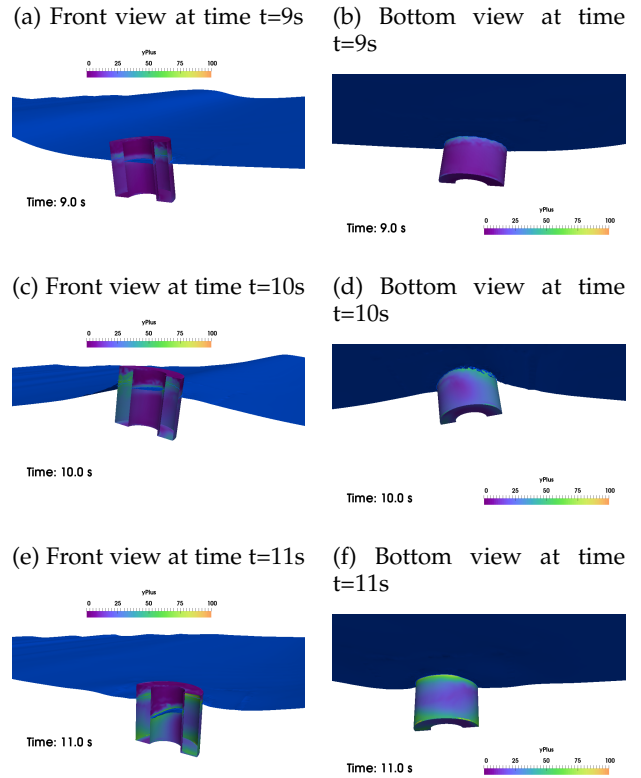 (a) Front view at time t=9s
(b) Bottom view at time
t=9s
yPlus
0 25 50 75 100
Time: 9.0 s
Time: 9.0 s
yPlus
0 25 50 75 100
(c) Front view at time t=10s
(d) Bottom view at time
t=10s
yPlus
0 25 50 75 100
Time: 10.0 s
Time: 10.0 s
yPlus
0 25 50 75 100
(e) Front view at time t=11s
(f) Bottom view at time
t=11s
yPlus
0 25 50 75 100
Time: 11.0 s
yPlus
Time: 11.0 s
0 25 50 75 100